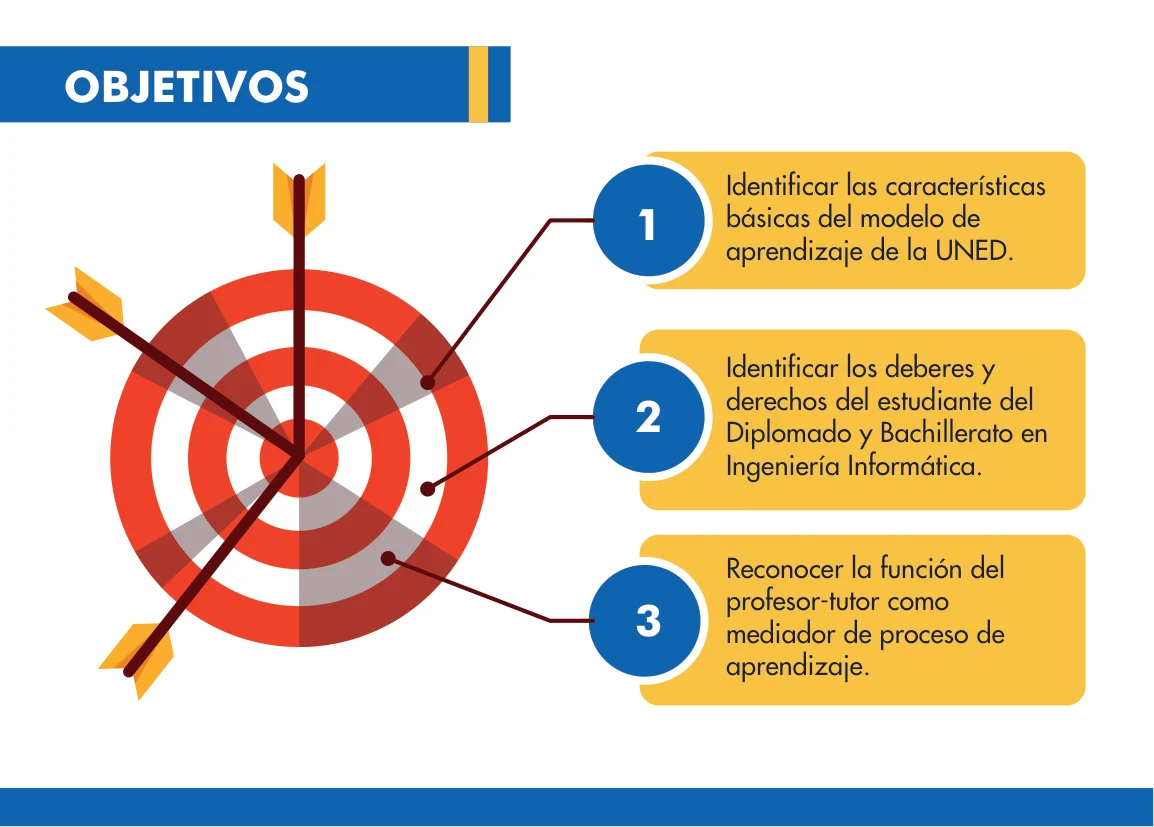 OBJETIVOS
1
Identificar las características
básicas del modelo de
aprendizaje de la UNED.
2
Identificar los deberes y
derechos del estudiante del
Diplomado y Bachillerato en
Ingeniería Informática.
3
Reconocer la función del
profesor-tutor como
mediador de proceso de
aprendizaje.